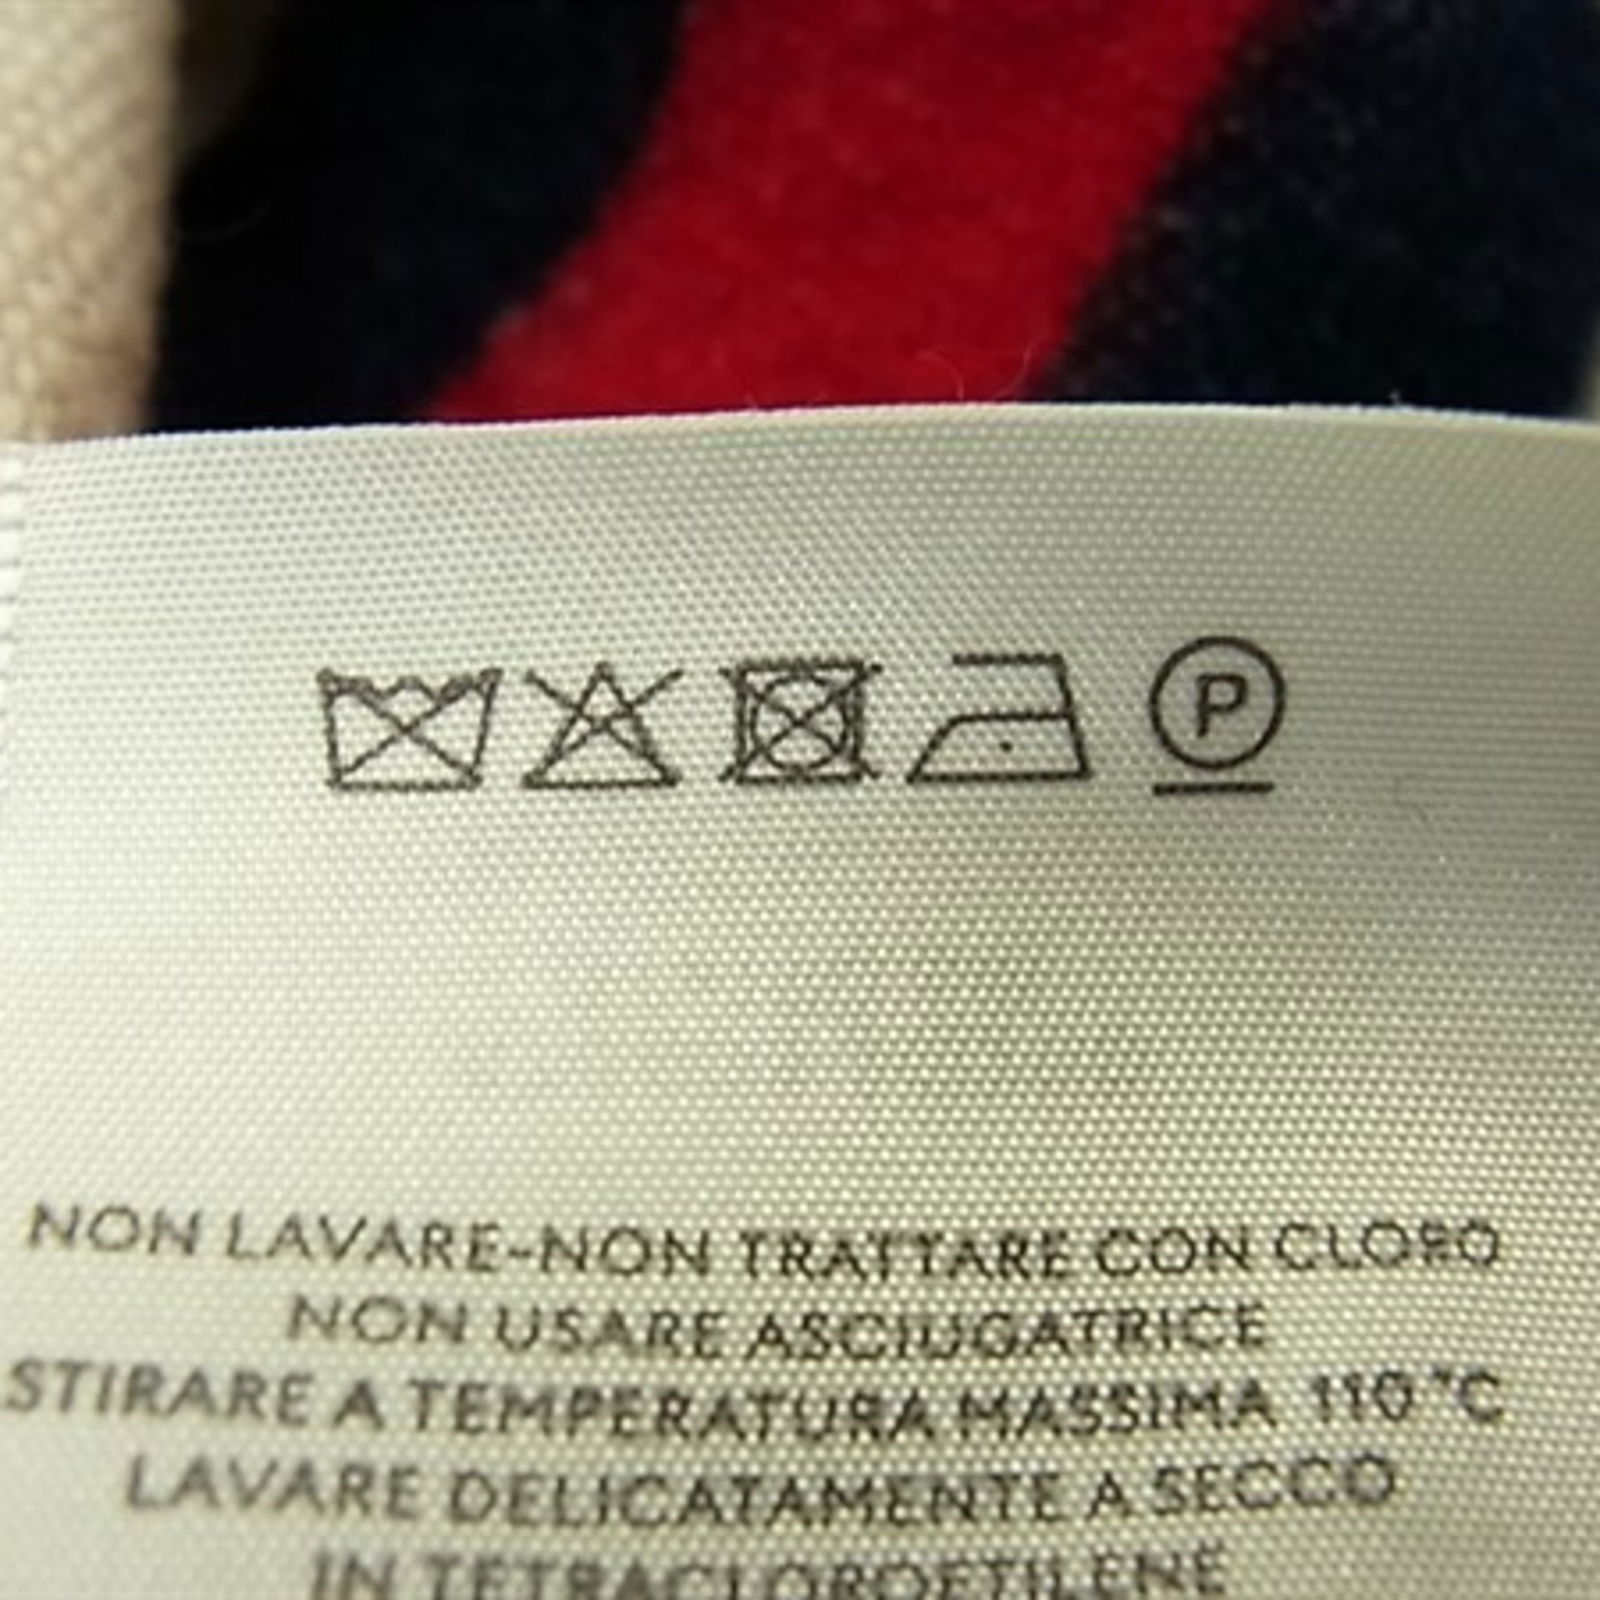 P
NON LAVARE-NON TRATTARE CON CLORO
NON USARE ASCIUGATRICE
STIRARE A TEMPERATURA MASSIMA 110 °C
LAVARE DELICATAMENTE A SECCO
IN TETRACLOROETILENE